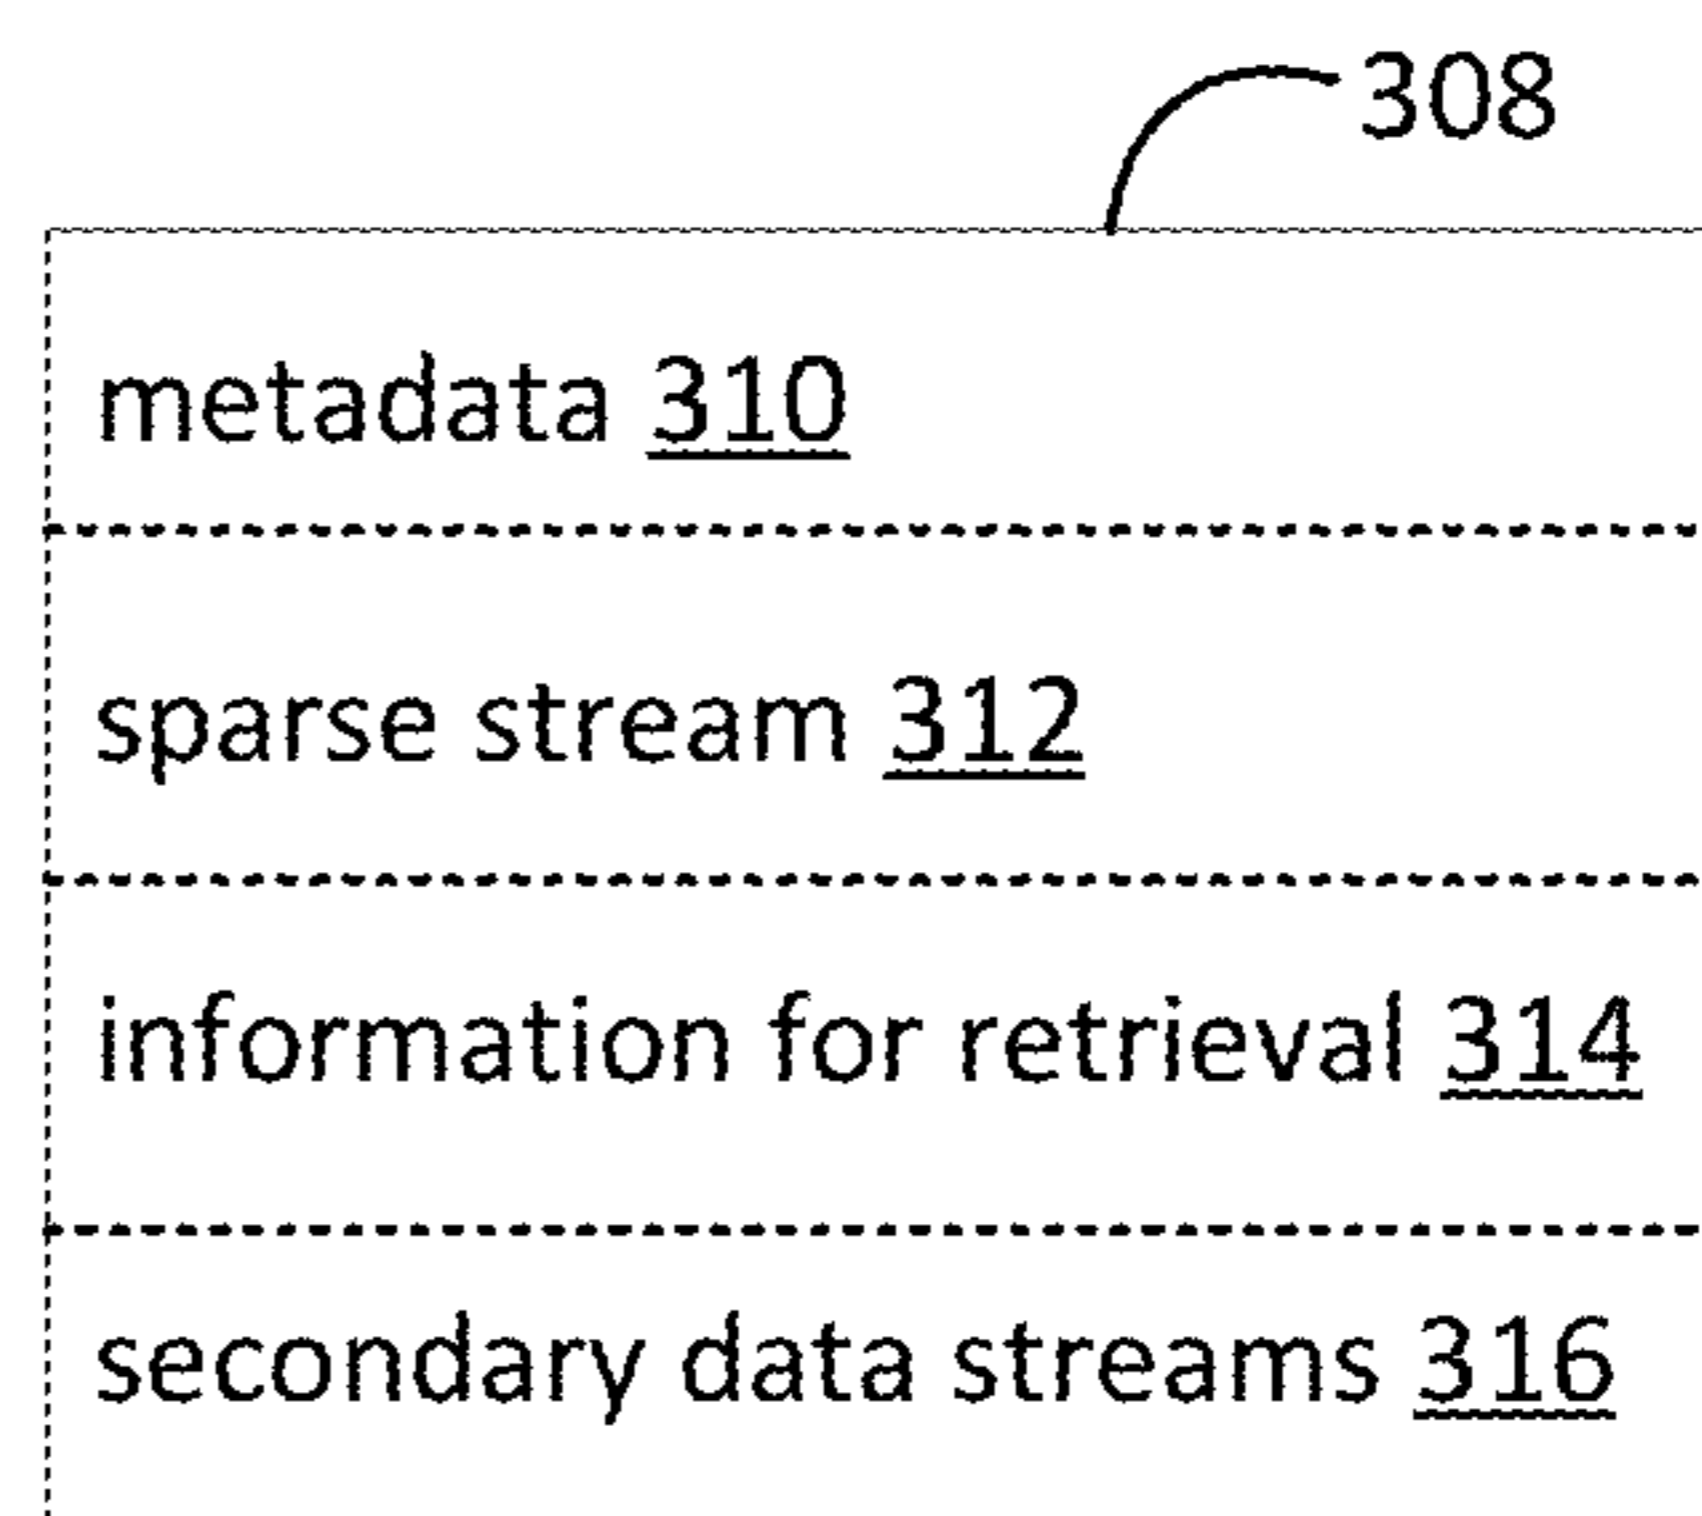 308
metadata 310
sparse stream 312
information for retrieval 314
secondary data streams 316